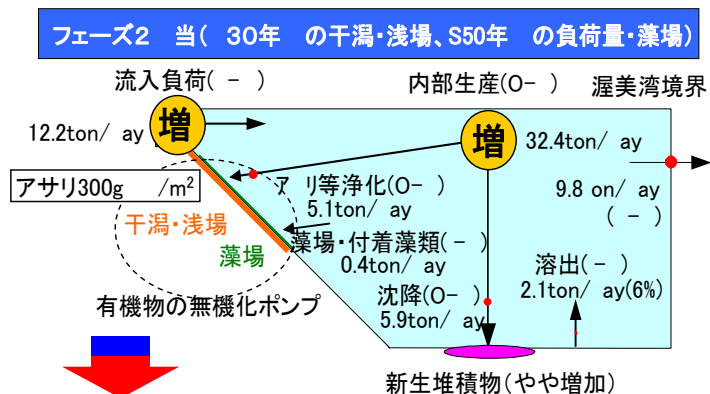 フェーズ2 当( 30年 の干潟・浅場、S50年 の負荷量・藻場)
流入負荷( - )
内部生産(O- )
渥美湾境界
増
増
12.2ton/ ay
32.4ton/ ay
アサリ300g /m2
ア リ等浄化(O- )
5.1ton/ ay
9.8 on/ ay
( - )
干潟・浅場
藻場
藻場・付着藻類( - )
0.4ton/ ay
溶出( - )
2.1ton/ ay(6%)
沈降(O- )
5.9ton/ ay
有機物の無機化ポンプ
新生堆積物(やや増加)